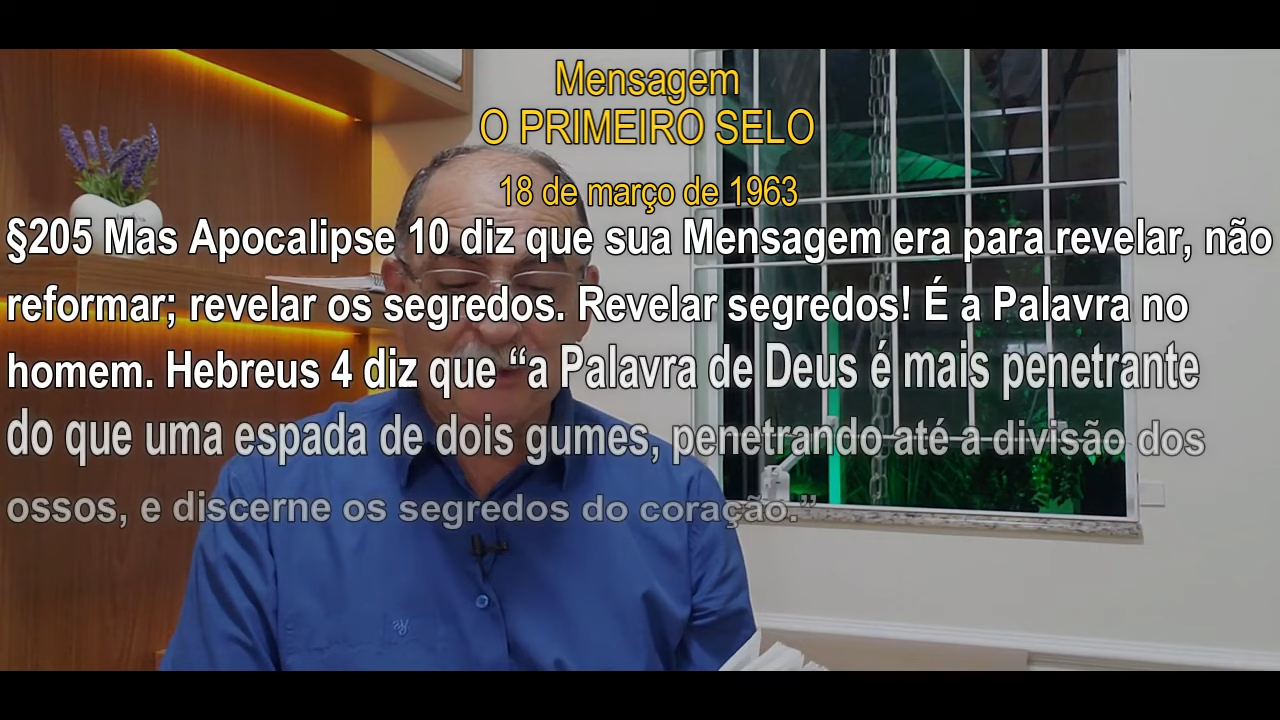 Mensagem
O PRIMEIRO SELO
18 de março de 1963
§205 Mas Apocalipse 10 diz que sua Mensagem era para revelar, não
reformar; revelar os segredos. Revelar segredos! É a Palavra no
homem. Hebreus 4 diz que “a Palavra de Deus é mais penetrante
do que uma espada de dois gumes, penetrando até a divisão dos
ossos, e discerne os segredos do coração.”